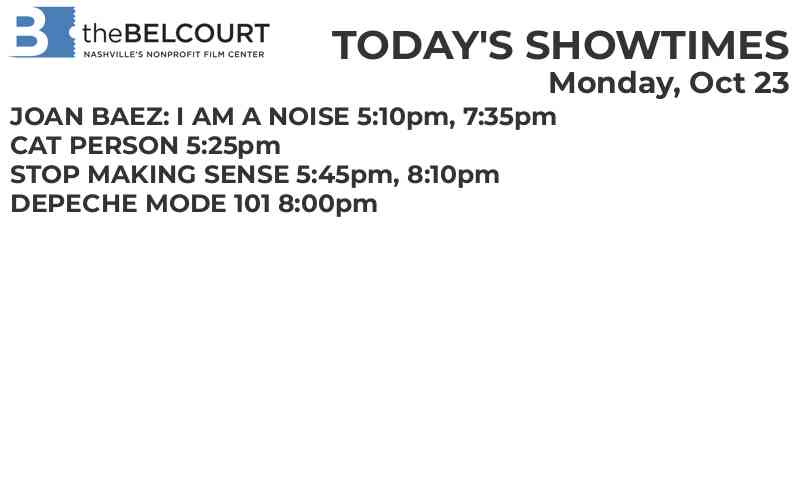 B theBELCOURT
NASHVILLE'S NONPROFIT FILM CENTER
TODAY'S SHOWTIMES
Monday, Oct 23
JOAN BAEZ: I AM A NOISE 5:10pm, 7:35pm
CAT PERSON 5:25pm
STOP MAKING SENSE 5:45pm, 8:10pm
DEPECHE MODE 101 8:00pm